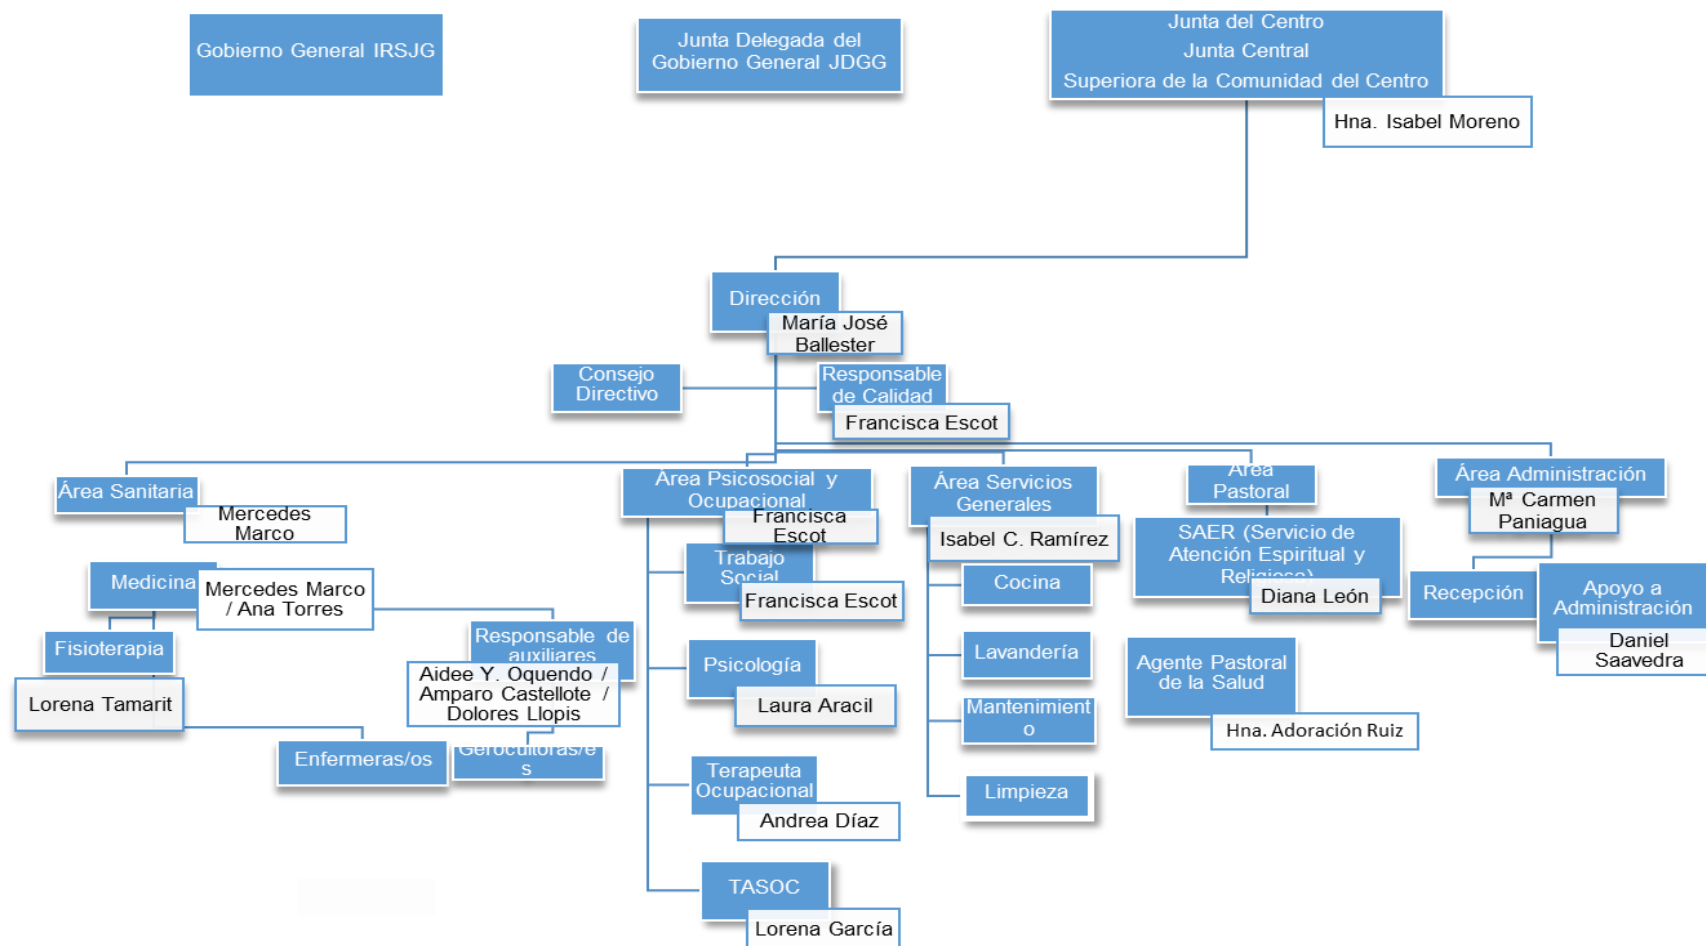 Gobierno General IRSJG
Junta Delegada del
Gobierno General JDGG
Junta del Centro
Junta Central
Superiora de la Comunidad del Centro
Hna. Isabel Moreno
Dirección
María José
Ballester
Consejo
Directivo
Responsable
de Calidad
Francisca Escot
Área Sanitaria
Mercedes
Marco
Medicina
Mercedes Marco
/ Ana Torres
Fisioterapia
Lorena Tamarit
Responsable de
auxiliares
Aidee Y. Oquendo /
Amparo Castellote /
Dolores Llopis
Enfermeras/os
Gerocultoras/e
s
Área Psicosocial y
Ocupacional
Francisca
Escot
Trabajo
Social
Francisca Escot
Psicología
Laura Aracil
Terapeuta
Ocupacional
Andrea Díaz
TASOC
Lorena García
Área Servicios
Generales
Isabel C. Ramírez
Cocina
Lavandería
Mantenimient
o
Limpieza
Área
Pastoral
SAER (Servicio de
Atención Espiritual y
Religioso)
Diana León
Agente Pastoral
de la Salud
Hna. Adoración Ruiz
Área Administración
Mª Carmen
Paniagua
Recepción
Apoyo a
Administración
Daniel
Saavedra